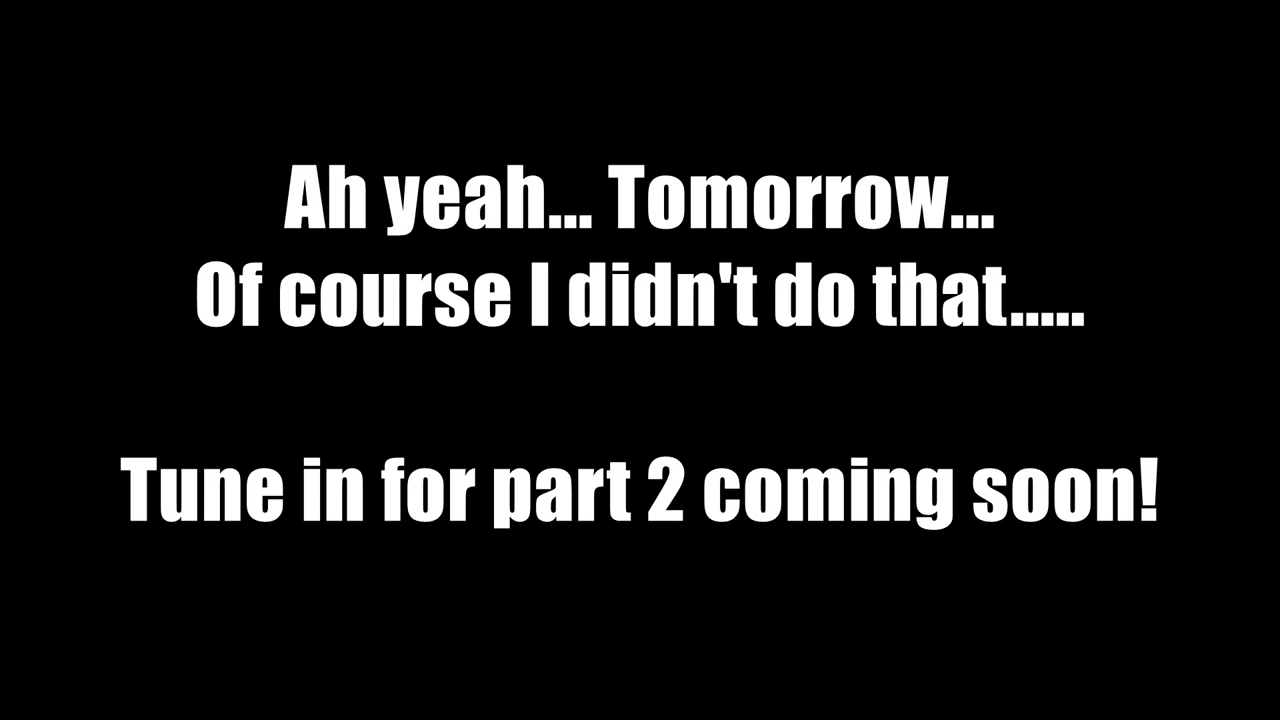 Ah yeah... Tomorrow...
Of course I didn't do that.....
Tune in for part 2 coming soon!